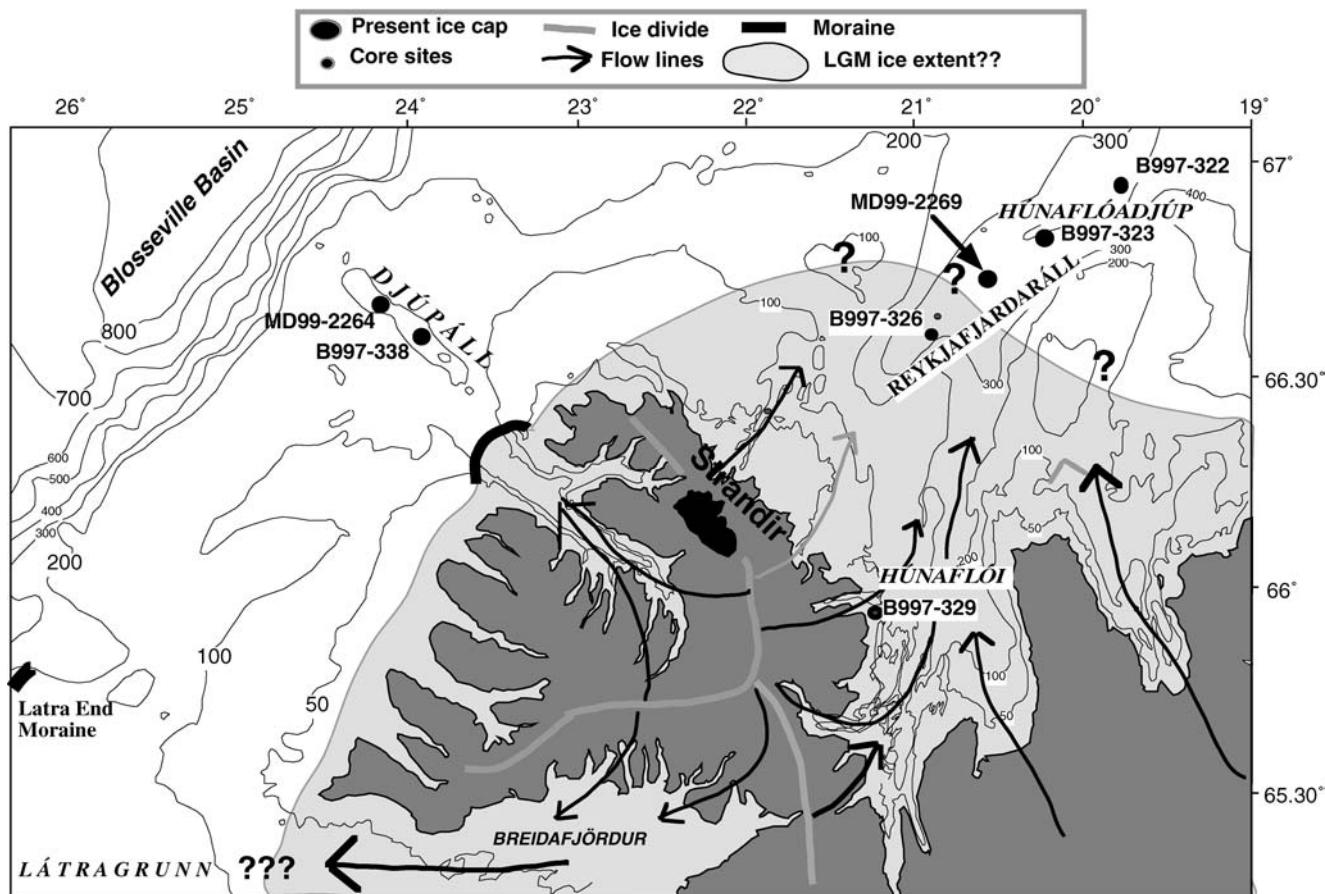 Present ice cap
Ice divide
Moraine
Core sites
Flow lines
LGM ice extent??
26°
25°
24°
23°
22°
21°
20°
19°
200
300
67°
B997-322
400
Blosseville Basin
MD99-2269
HÚNAFLÓADJÚP
B997-323
100
?
300
200
DJÚPÁLL
?
800
MD99-2264
100
B997-326
REYKJAFJARDARÁLL
B997-338
?
700
300
66.30°
600
500
400
300
Strandir
100
200
50
200
HÚNAFLÓI
66°
B997-329
100
100
50
50
Latra End
Moraine
65.30°
BREIDAFJÖRDUR
LÁTRAGRUNN ???